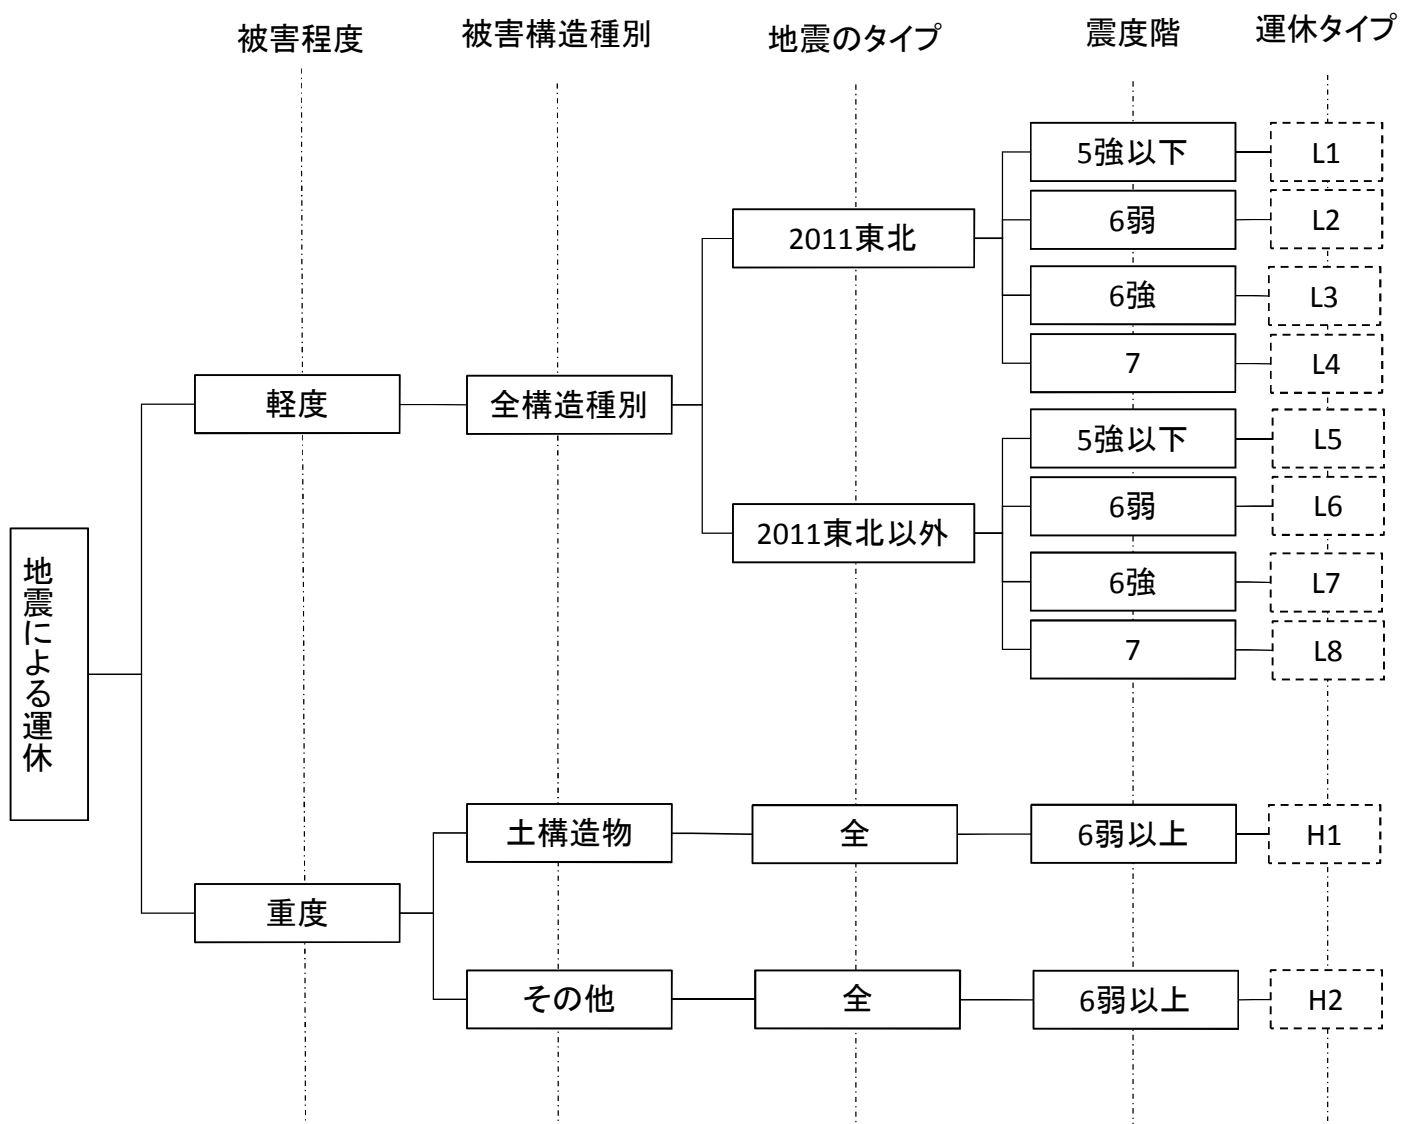 被害程度
被害構造種別
地震のタイプ
震度階
運休タイプ
5強以下
L1
6弱
L2
2011東北
6強
L3
7
L4
軽度
全構造種別
5強以下
L5
6弱
L6
2011東北以外
6強
L7
7
L8
地震による運休
土構造物
全
6弱以上
H1
重度
その他
全
6弱以上
H2